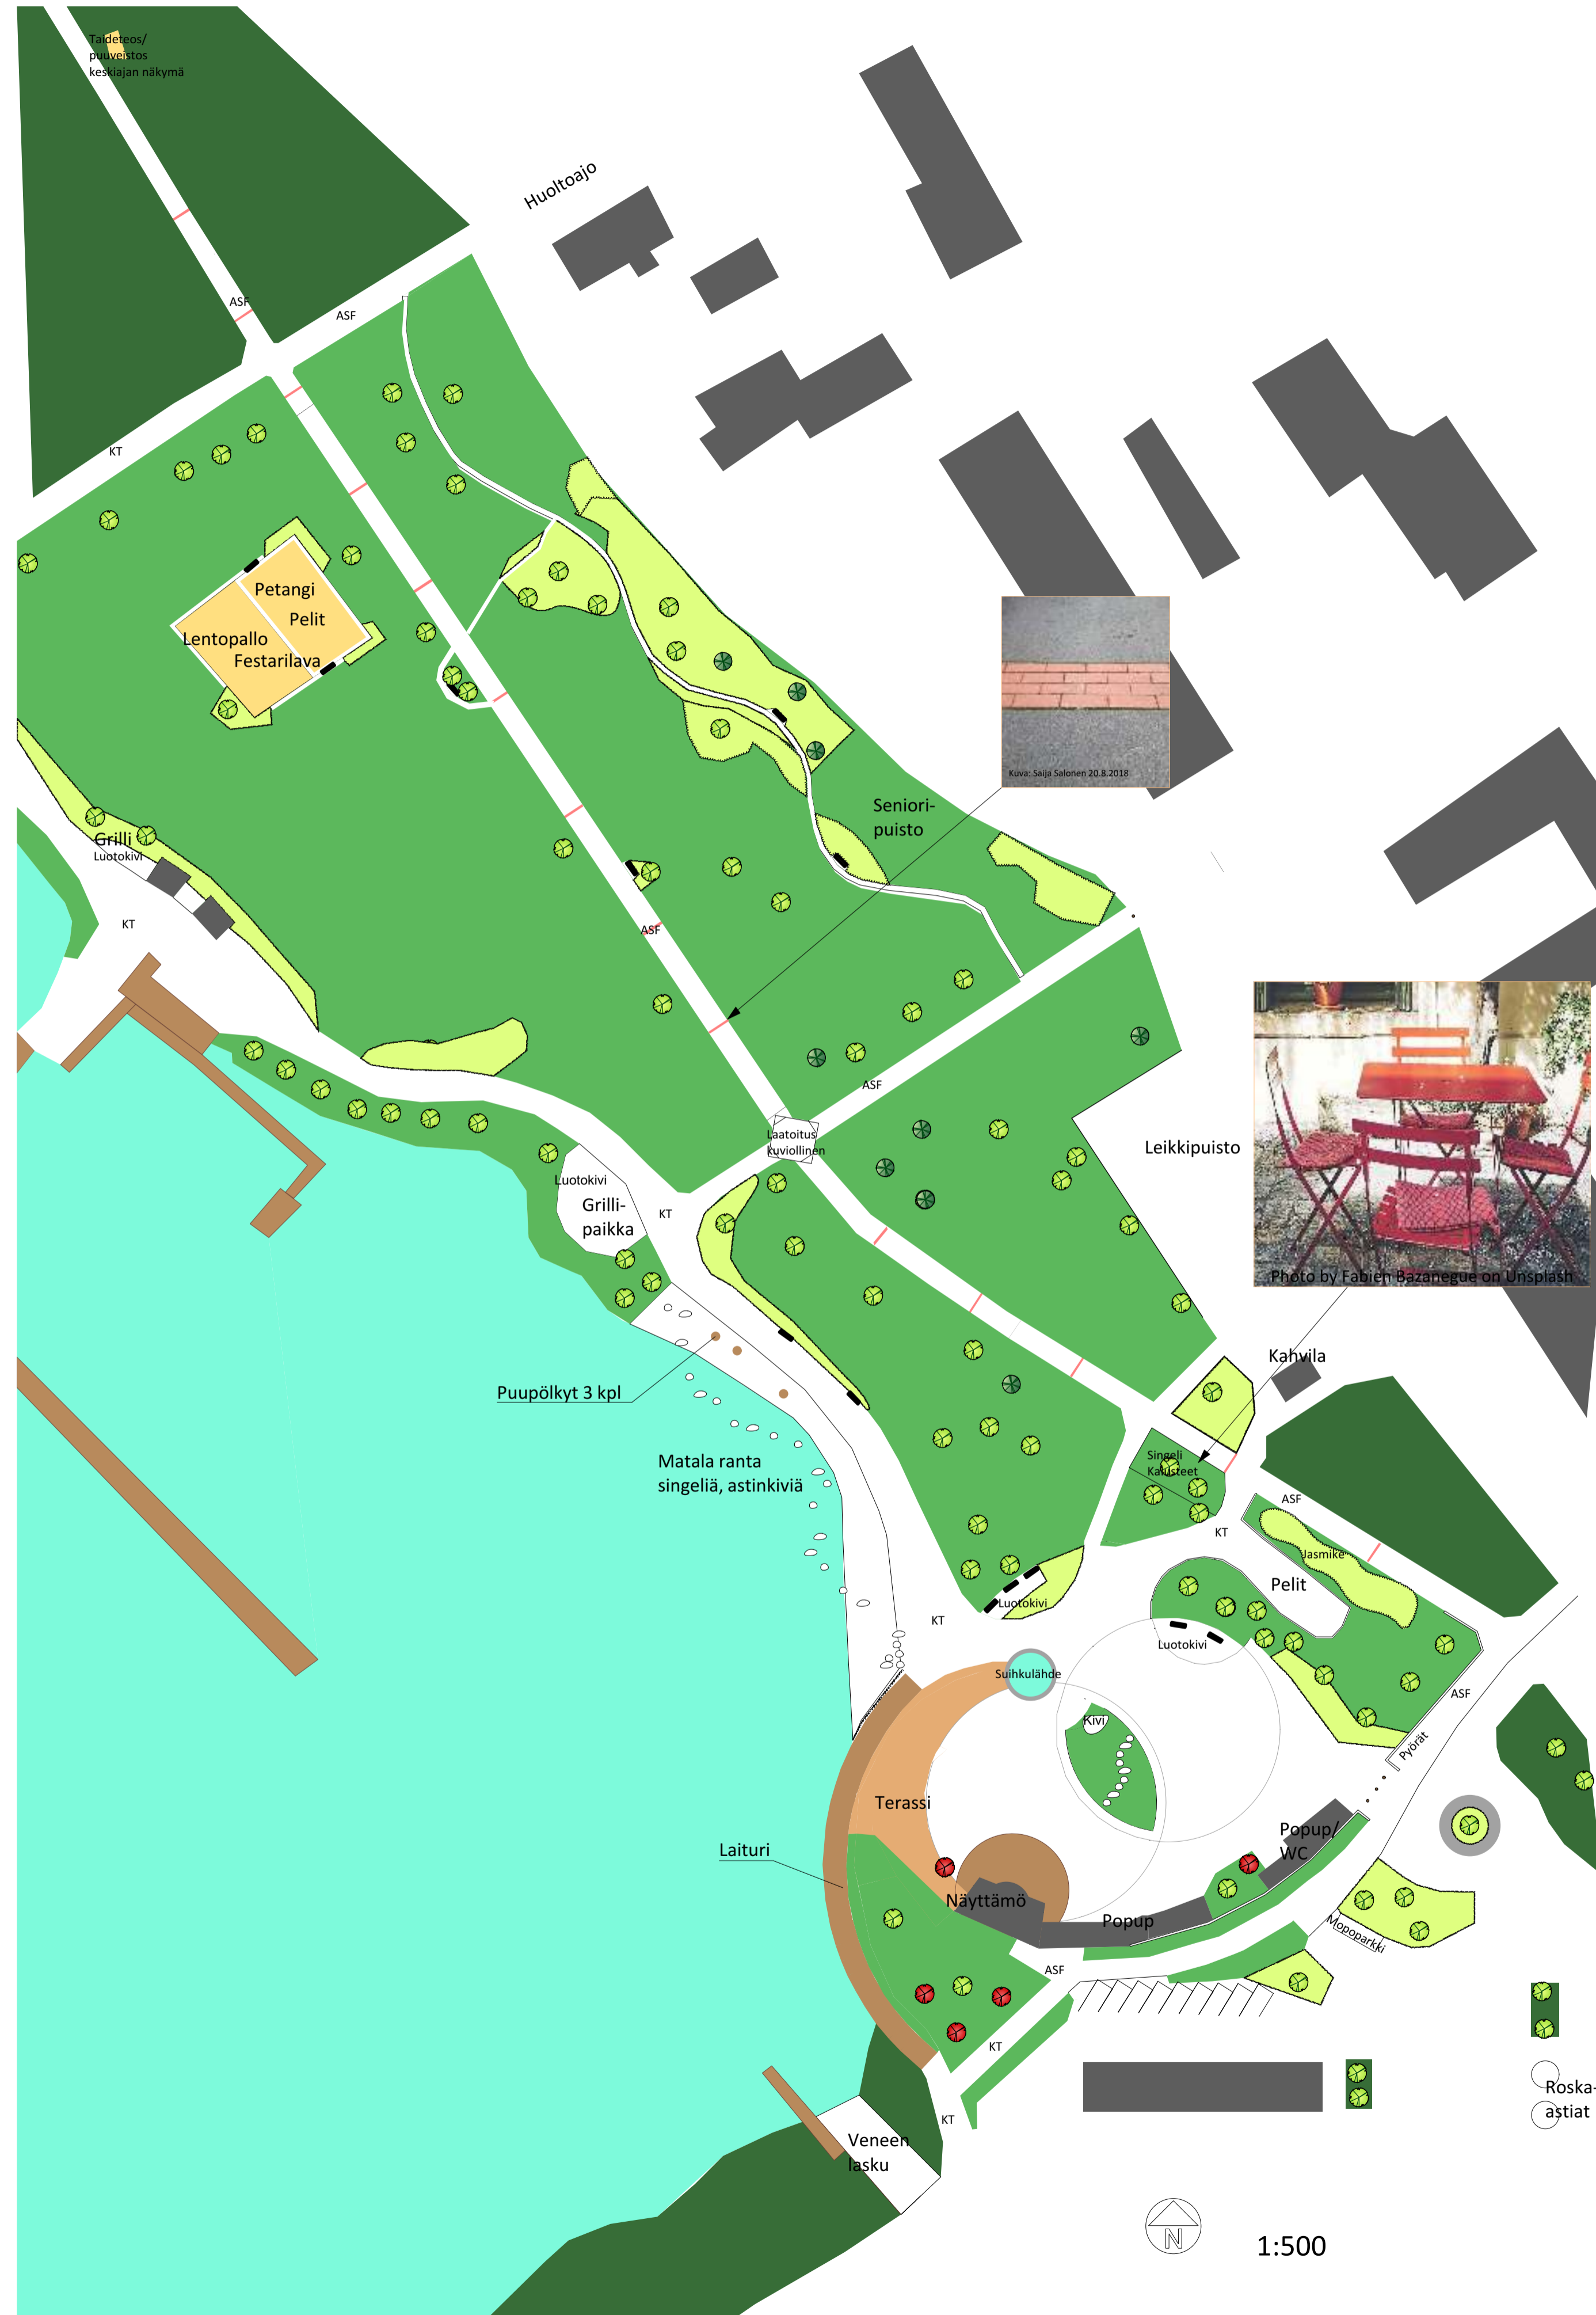 Taideteos/
puuveistos
keskiajan näkymä
Huoltoajo
ASF
ASF
KT
Petangi
Pelit
Lentopallo
Festarilava
Kuva: Saija Salonen 20.8.2018
Seniori-
puisto
Grilli
Luotokivi
KT
ASF
ASF
Laatoitus
kuviollinen
Leikkipuisto
Luotokivi
Grilli-
paikka
KT
Photo by Fabien Bazanegue on Unsplash
Kahvila
Puupölkyt 3 kpl
Matala ranta
singeliä, astinkiviä
Singeli
Kalusteet
ASF
KT
Jasmike
Pelit
Luotokivi
KT
Luotokivi
Suihkulähde
ASF
Kivi
Pyörät
Terassi
Laituri
Popup/
WC
Näyttämö
Popup
Mopoparkki
ASF
KT
KT
Roska-
astiat
Veneen
lasku
N
1:500